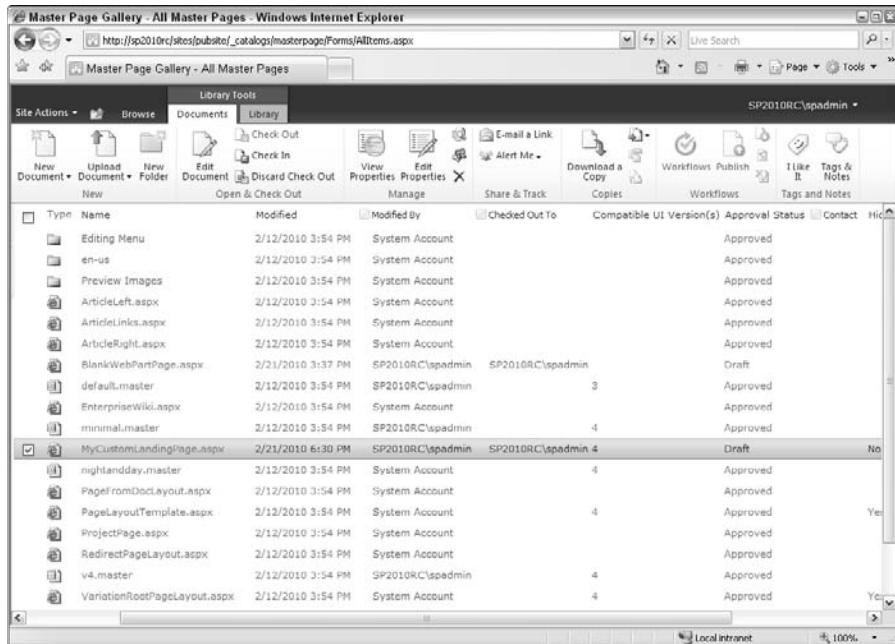 Master Page Gallery - All Master Pages - Windows Internet Explorer
http://sp2010rc/sites/pubsite/_catalogs/masterpage/Forms/AllItems.aspx
Live Search
Master Page Gallery - All Master Pages
Page Tools
Library Tools
Site Actions Browse Documents Library SP2010RC\spadmin
New Document Upload Document New Folder Edit Document Check Out Check In Discard Check Out View Properties Edit Properties E-mail a Link Alert Me Download a Copy Workflows Publish I Like It Tags & Notes
New Open & Check Out Manage Share & Track Copies Workflows Tags and Notes
Type Name Modified Modified By Checked Out To Compatible UI Version(s) Approval Status Contact Hid
Editing Menu 2/12/2010 3:54 PM System Account Approved
en-us 2/12/2010 3:54 PM System Account Approved
Preview Images 2/12/2010 3:54 PM System Account Approved
ArticleLeft.aspx 2/12/2010 3:54 PM System Account Approved
ArticleLinks.aspx 2/12/2010 3:54 PM System Account Approved
ArticleRight.aspx 2/12/2010 3:54 PM System Account Approved
BlankWebPartPage.aspx 2/21/2010 3:37 PM SP2010RC\spadmin SP2010RC\spadmin Draft
default.master 2/12/2010 3:54 PM SP2010RC\spadmin 3 Approved
EnterpriseWiki.aspx 2/12/2010 3:54 PM System Account Approved
minimal.master 2/12/2010 3:54 PM SP2010RC\spadmin 4 Approved
MyCustomLandingPage.aspx 2/21/2010 6:30 PM SP2010RC\spadmin SP2010RC\spadmin 4 Draft No
nightandday.master 2/12/2010 3:54 PM System Account 4 Approved
PageFromDocLayout.aspx 2/12/2010 3:54 PM System Account Approved
PageLayoutTemplate.aspx 2/12/2010 3:54 PM System Account 4 Approved Yes
ProjectPage.aspx 2/12/2010 3:54 PM System Account Approved
RedirectPageLayout.aspx 2/12/2010 3:54 PM System Account Approved
v4.master 2/12/2010 3:54 PM SP2010RC\spadmin 4 Approved
VariationRootPageLayout.aspx 2/12/2010 3:54 PM System Account 4 Approved Yes
Local intranet 100%